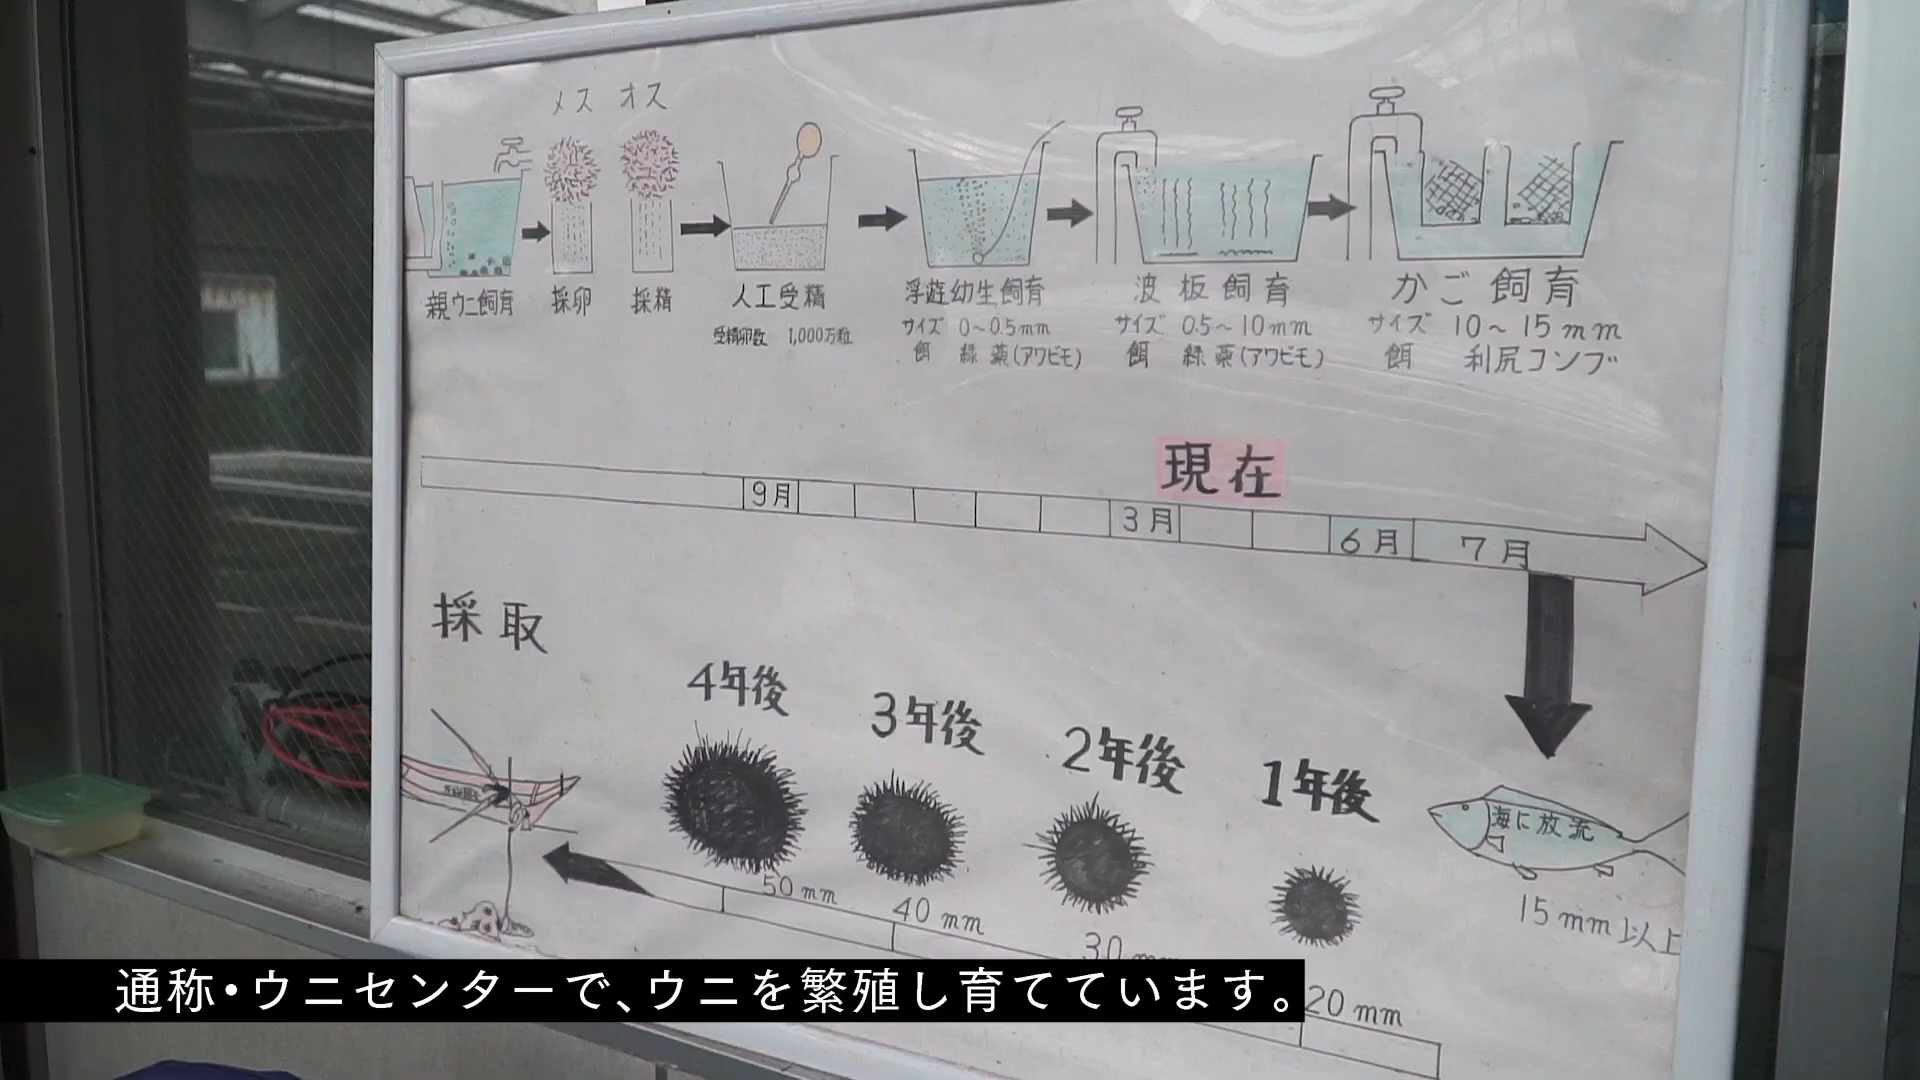 メス オス
親ウニ飼育
採卵
採精
人工受精
受精卵数 1,000万粒
浮遊幼生飼育
サイズ 0~0.5mm
餌 緑藻(アワビモ)
波板飼育
サイズ 0.5~10mm
餌 緑藻(アワビモ)
かご飼育
サイズ 10~15mm
餌 利尻コンブ
現在
9月
3月
6月
7月
採取
4年後
3年後
2年後
1年後
海に放流
50mm
40mm
30mm
20mm
15mm以上
通称・ウニセンターで、ウニを繁殖し育てています。